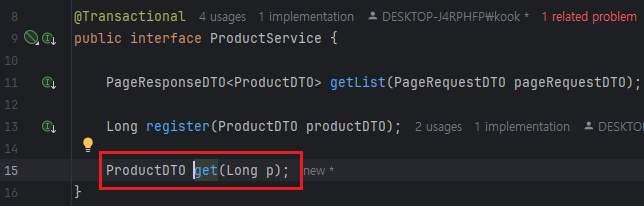 8 @Transactional 4 usages 1 implementation DESKTOP-J4RPHFP₩kook * 1 related problem
9 public interface ProductService {
10
11 PageResponseDTO<ProductDTO> getList(PageRequestDTO pageRequestDTO);
12
13 Long register(ProductDTO productDTO); 2 usages 1 implementation DESKTO
14
15 ProductDTO get(Long p); new *
16 }